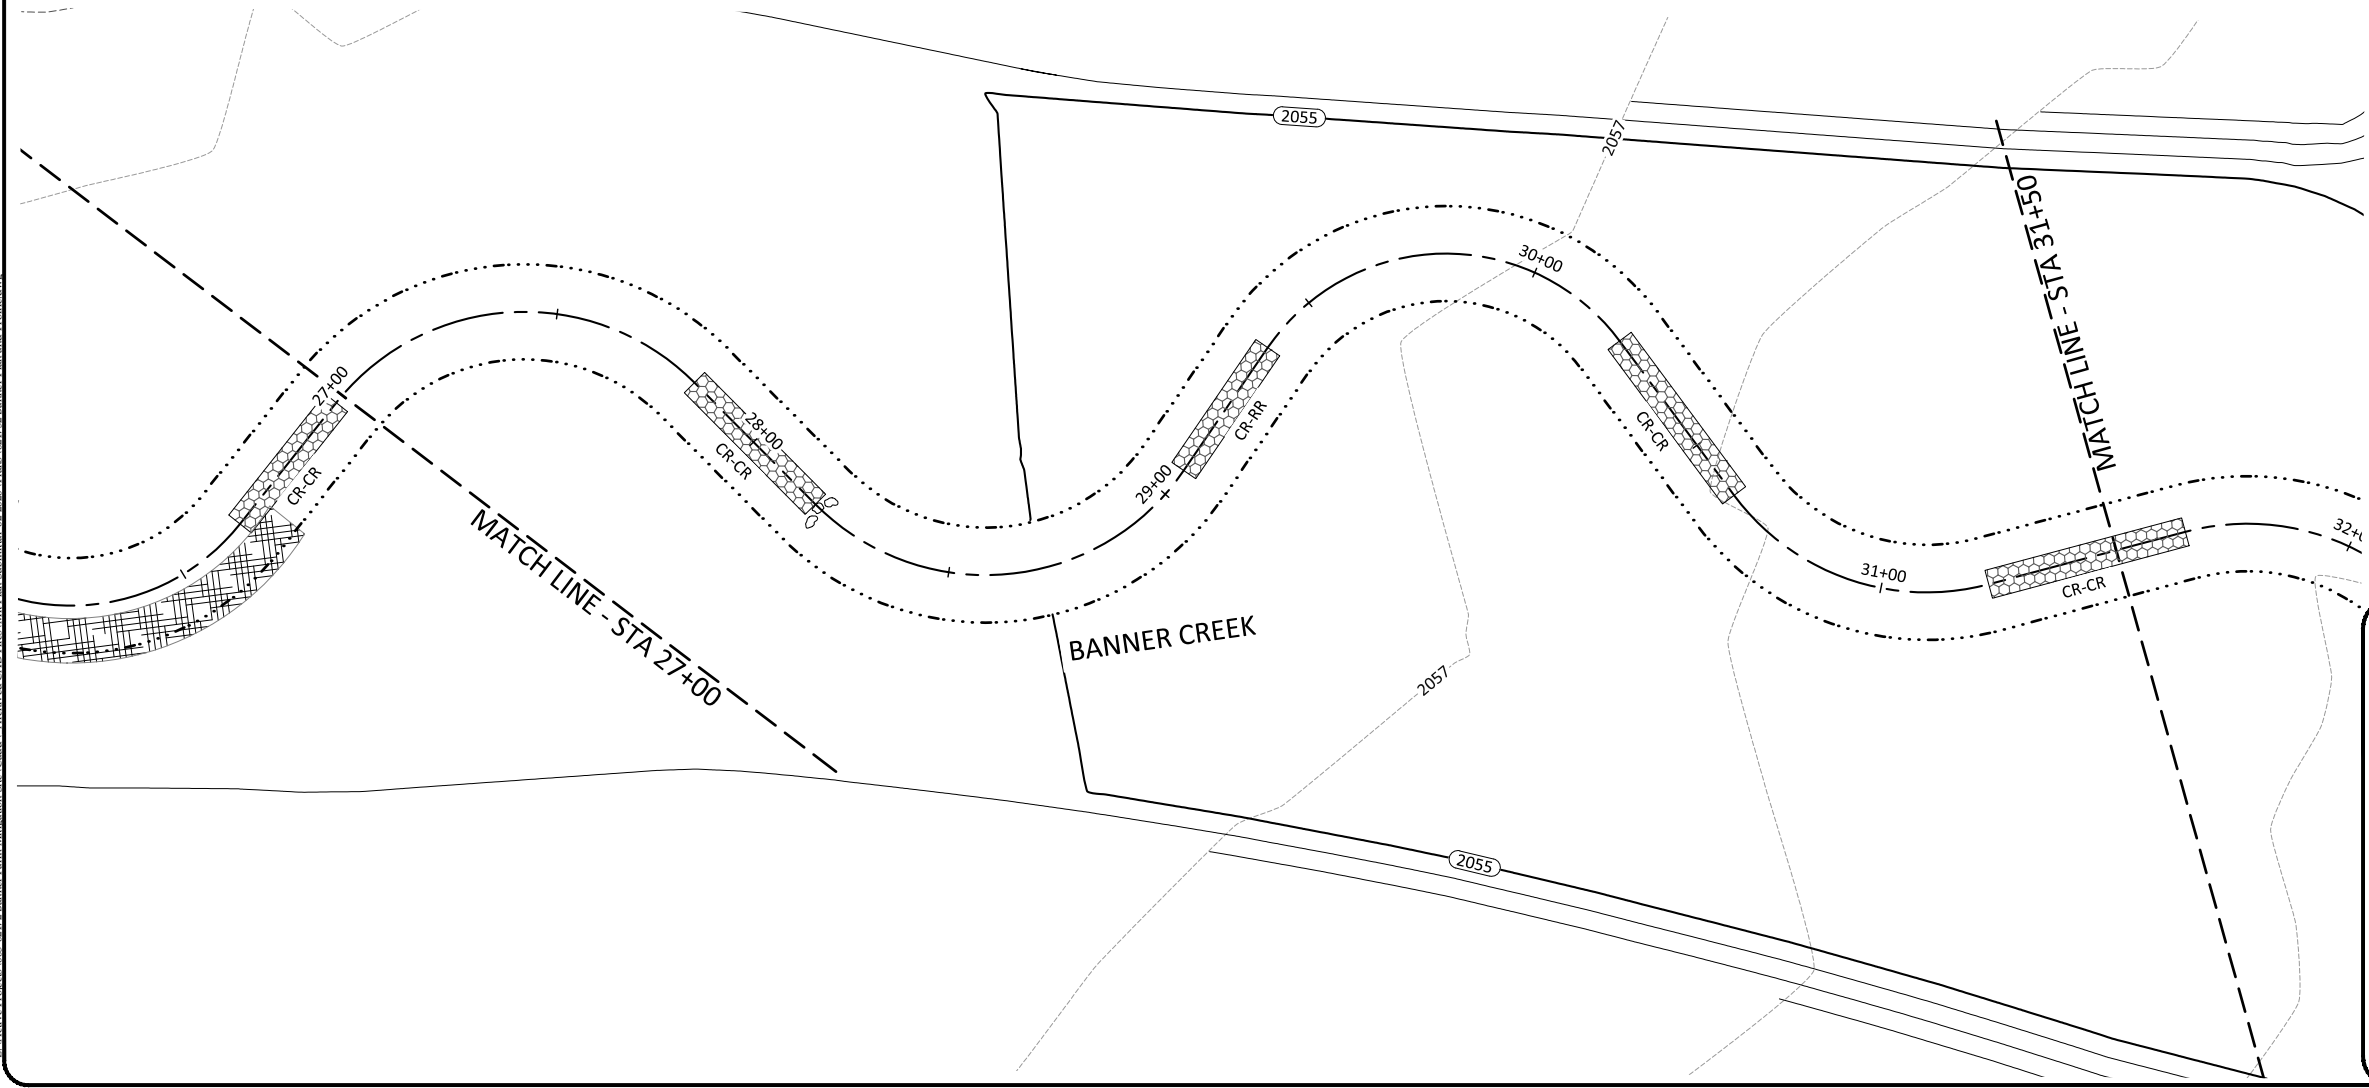 2055
2057
MATCH LINE - STA 31+50
30+00
27+00
CR-CR
28+00
CR-CR
CR-RR
29+00
CR-CR
31+00
CR-CR
MATCH LINE - STA 27+00
BANNER CREEK
2057
2055